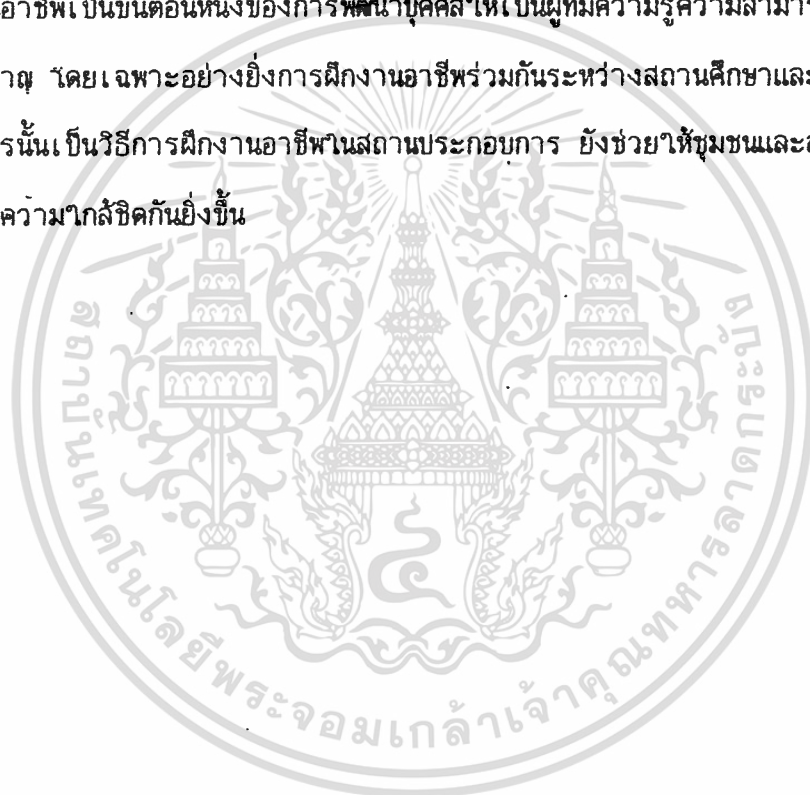 อาชีพเป็นขั้นตอนหนึ่งของการพัฒนาบุคคลให้เป็นผู้ที่มีความรู้ความสามาร
าญ โดยเฉพาะอย่างยิ่งการฝึกงานอาชีพร่วมกันระหว่างสถานศึกษาและ
รนั้นเป็นวิธีการฝึกงานอาชีพในสถานประกอบการ ยังช่วยให้ชุมชนและ
ความใกล้ชิดกันยิ่งขึ้น
สถาบันเทคโนโลยีพระจอมเกล้าเจ้าคุณทหารลาดกระบัง
๔